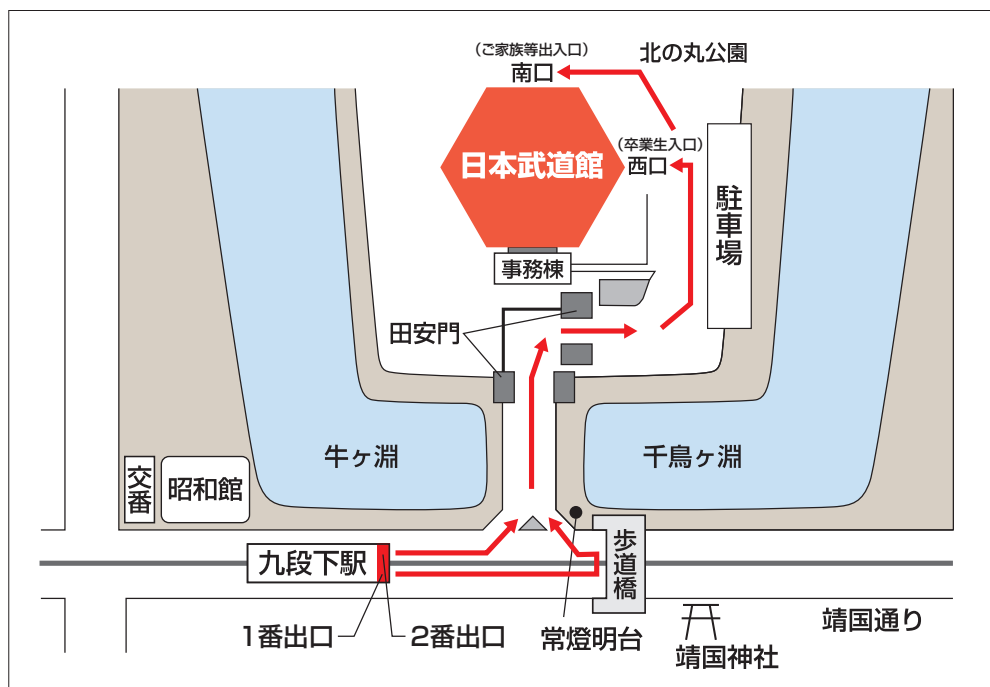 （ご家族等出入口）
南口
北の丸公園
（卒業生入口）
西口
日本武道館
駐車場
事務棟
田安門
牛ヶ淵
千鳥ヶ淵
交番
昭和館
九段下駅
歩道橋
1番出口
2番出口
常燈明台
靖国神社
靖国通り